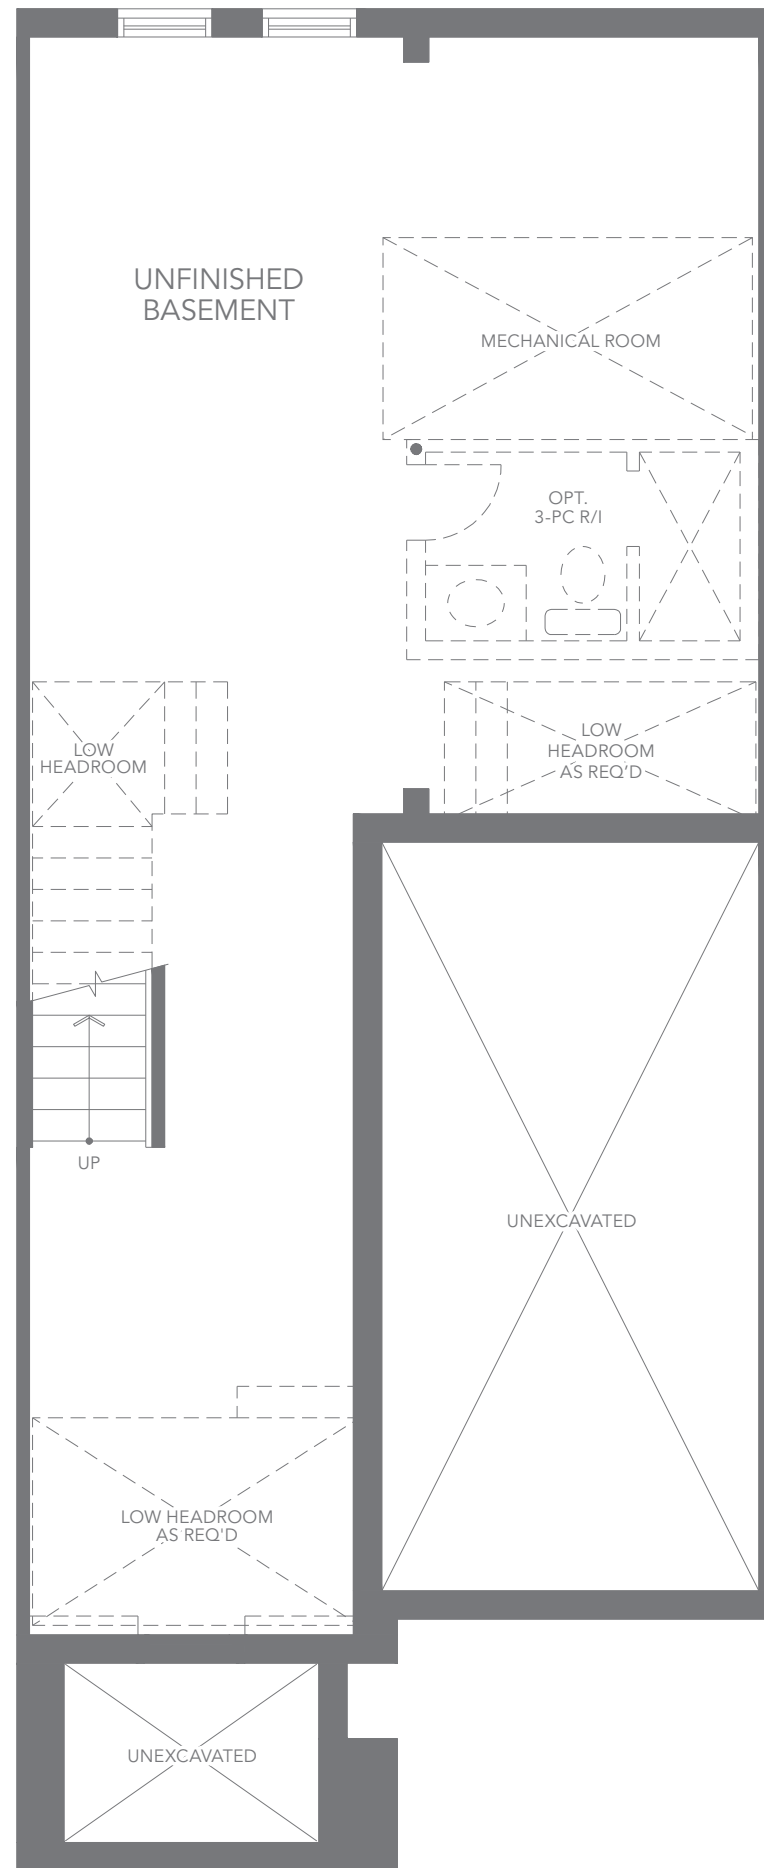 UNFINISHED
BASEMENT
MECHANICAL ROOM
OPT.
3-PC R/I
LOW
HEADROOM
LOW
HEADROOM
AS REQ’D
UP
UNEXCAVATED
LOW HEADROOM
AS REQ'D
UNEXCAVATED